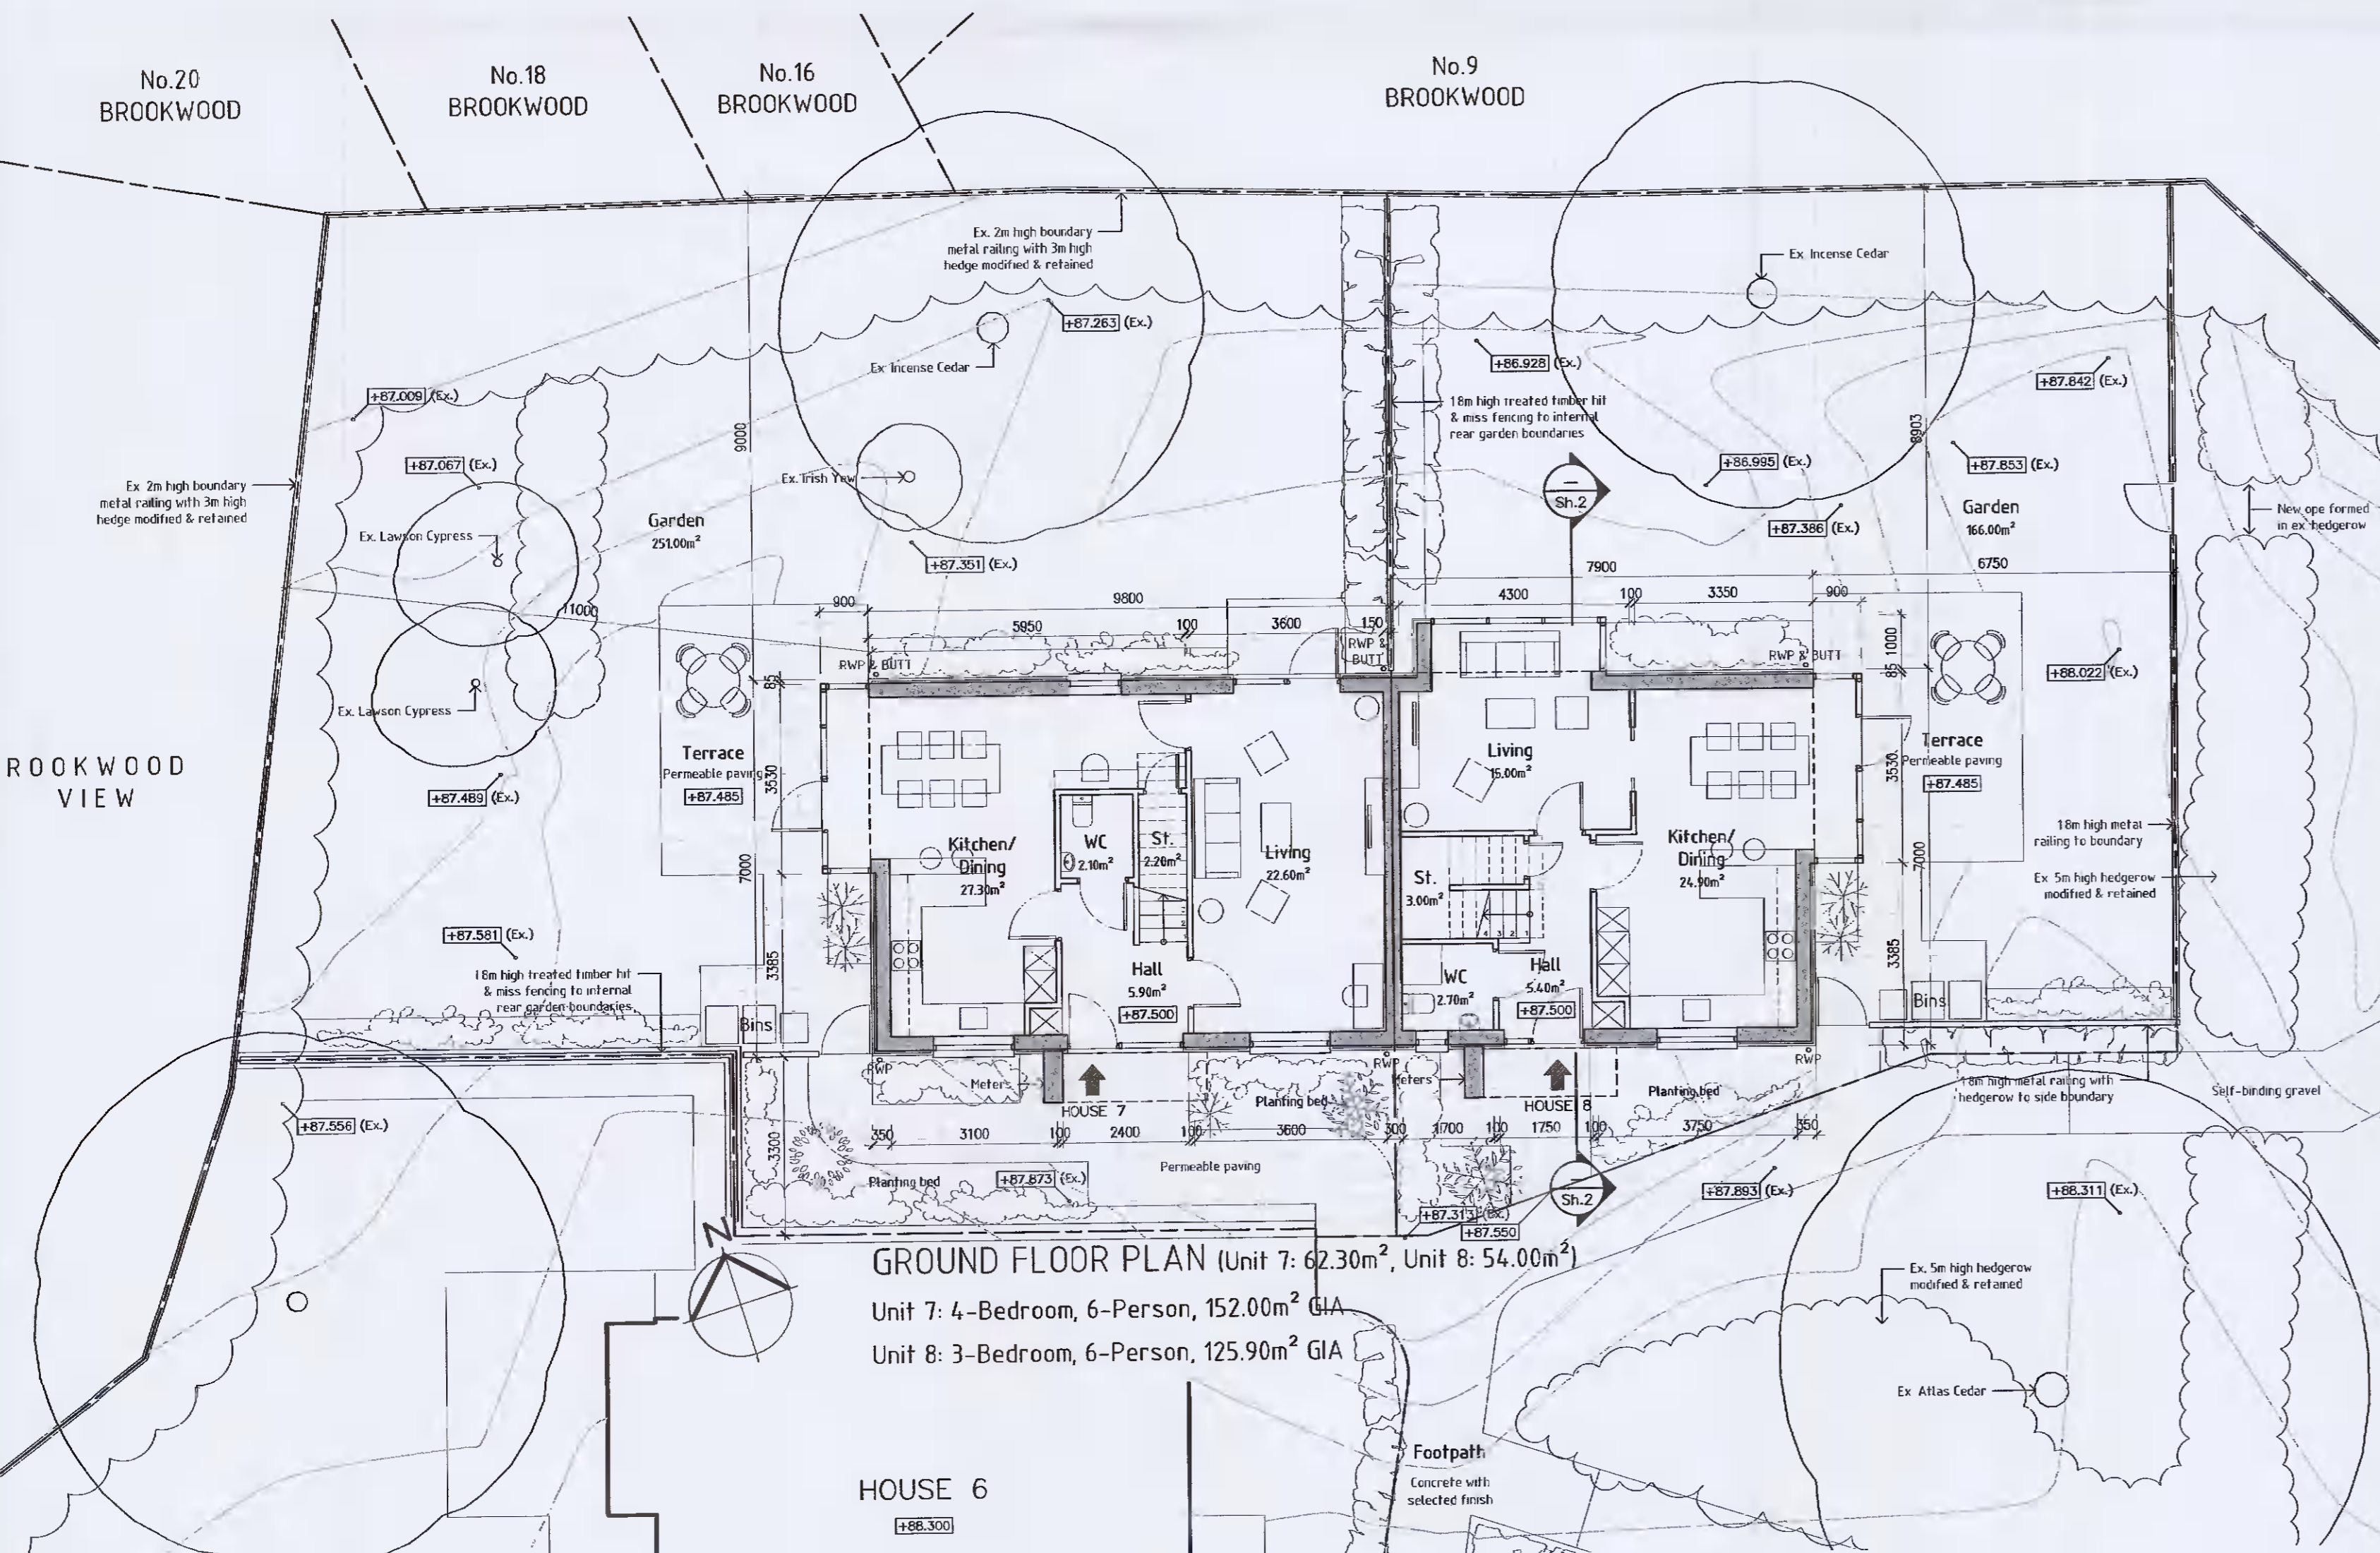 No.20
BROOKWOOD
No.18
BROOKWOOD
No.16
BROOKWOOD
No.9
BROOKWOOD
Ex. 2m high boundary
metal railing with 3m high
hedge modified & retained
Ex Incense Cedar
+87.263 (Ex.)
Ex Incense Cedar
+86.928 (Ex.)
+87.842 (Ex.)
+87.009 (Ex.)
18m high treated timber hit
& miss fencing to internal
rear garden boundaries
9000
8903
+87.067 (Ex.)
+86.995 (Ex.)
+87.853 (Ex.)
Ex 2m high boundary
metal railing with 3m high
hedge modified & retained
Ex. Irish Yew
Sh.2
Garden
166.00m²
New ope formed
in ex hedgerow
Ex. Lawson Cypress
Garden
251.00m²
+87.386 (Ex.)
+87.351 (Ex.)
7900
6750
11000
900
9800
4300
100
3350
900
5950
100
3600
150
RWP & BUTT
RWP &
BUTT
RWP & BUTT
85
85
1000
+88.022 (Ex.)
Ex. Lawson Cypress
ROOKWOOD
VIEW
Terrace
Permeable paving
+87.485
3530
Living
15.00m²
Terrace
Permeable paving
+87.485
3530
+87.489 (Ex.)
Kitchen/
Dining
27.30m²
WC
2.10m²
St.
2.20m²
Living
22.60m²
Kitchen/
Dining
24.90m²
St.
3.00m²
7000
7000
18m high metal
railing to boundary
Ex 5m high hedgerow
modified & retained
+87.581 (Ex.)
3385
3385
18m high treated timber hit
& miss fencing to internal
rear garden boundaries
Hall
5.90m²
+87.500
WC
2.70m²
Hall
5.40m²
+87.500
Bins
Bins
RWP
Meters
HOUSE 7
Planting bed
RWP
Meters
HOUSE 8
Planting bed
RWP
18m high metal railing with
hedgerow to side boundary
Self-binding gravel
+87.556 (Ex.)
3300
350
3100
100
2400
100
3600
300
1700
100
1750
100
3750
350
Permeable paving
Planting bed
+87.873 (Ex.)
Sh.2
+87.893 (Ex.)
+88.311 (Ex.)
+87.313 (Ex.)
+87.550
N
GROUND FLOOR PLAN (Unit 7: 62.30m², Unit 8: 54.00m²)
Unit 7: 4-Bedroom, 6-Person, 152.00m² GIA
Unit 8: 3-Bedroom, 6-Person, 125.90m² GIA
Ex. 5m high hedgerow
modified & retained
Ex Atlas Cedar
Footpath
Concrete with
selected finish
HOUSE 6
+88.300